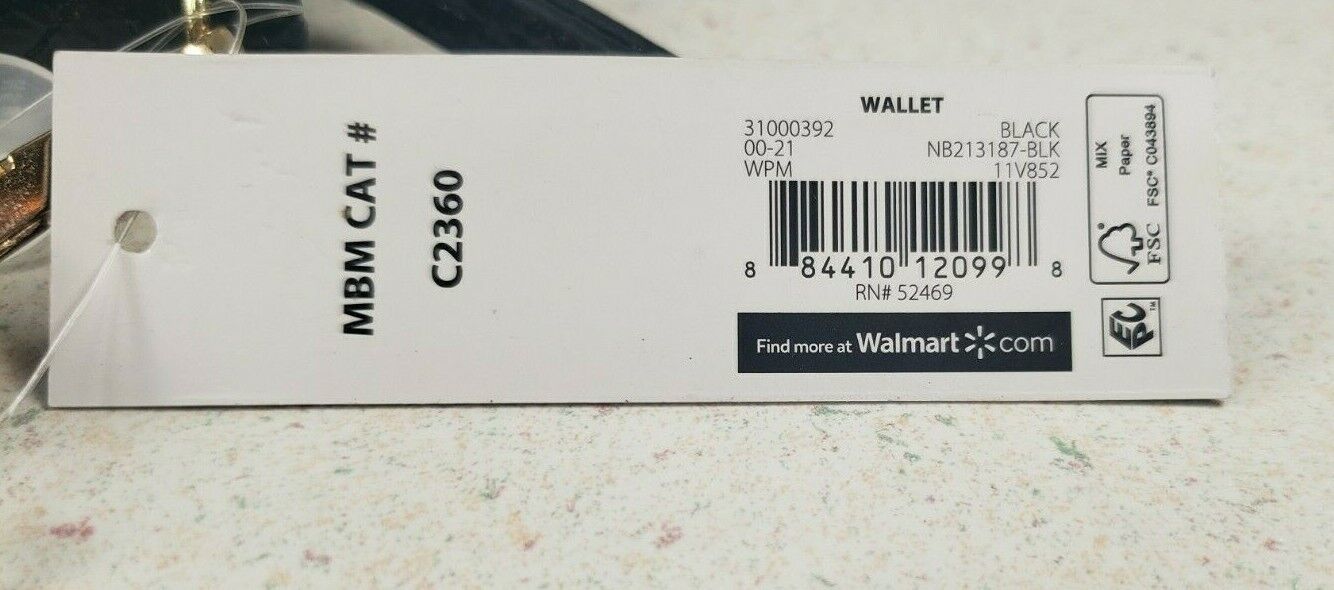 MBM CAT #
C2360
WALLET
31000392 BLACK
00-21 NB213187-BLK
WPM 11V852
8 84410 12099 8
RN# 52469
Find more at Walmart com
MIX
Paper
FSC® C043894
FSC
EPC™